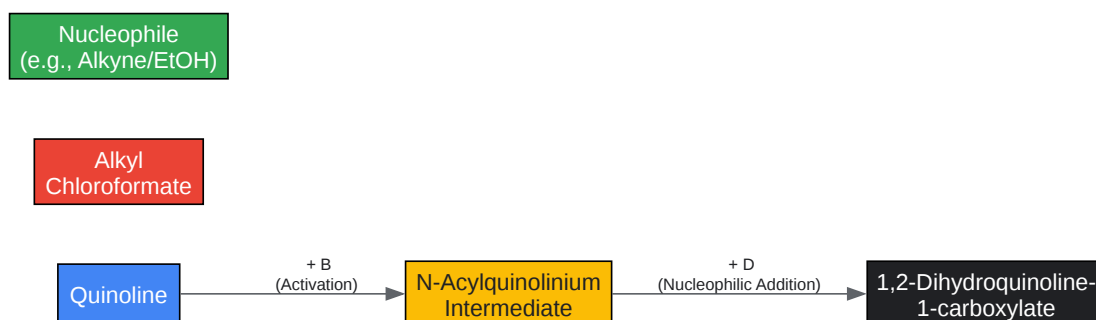 Nucleophile
(e.g., Alkyne/EtOH)
Alkyl
Chloroformate
Quinoline
+ B
(Activation)
N-Acylquinolinium
Intermediate
+ D
(Nucleophilic Addition)
1,2-Dihydroquinoline-
1-carboxylate